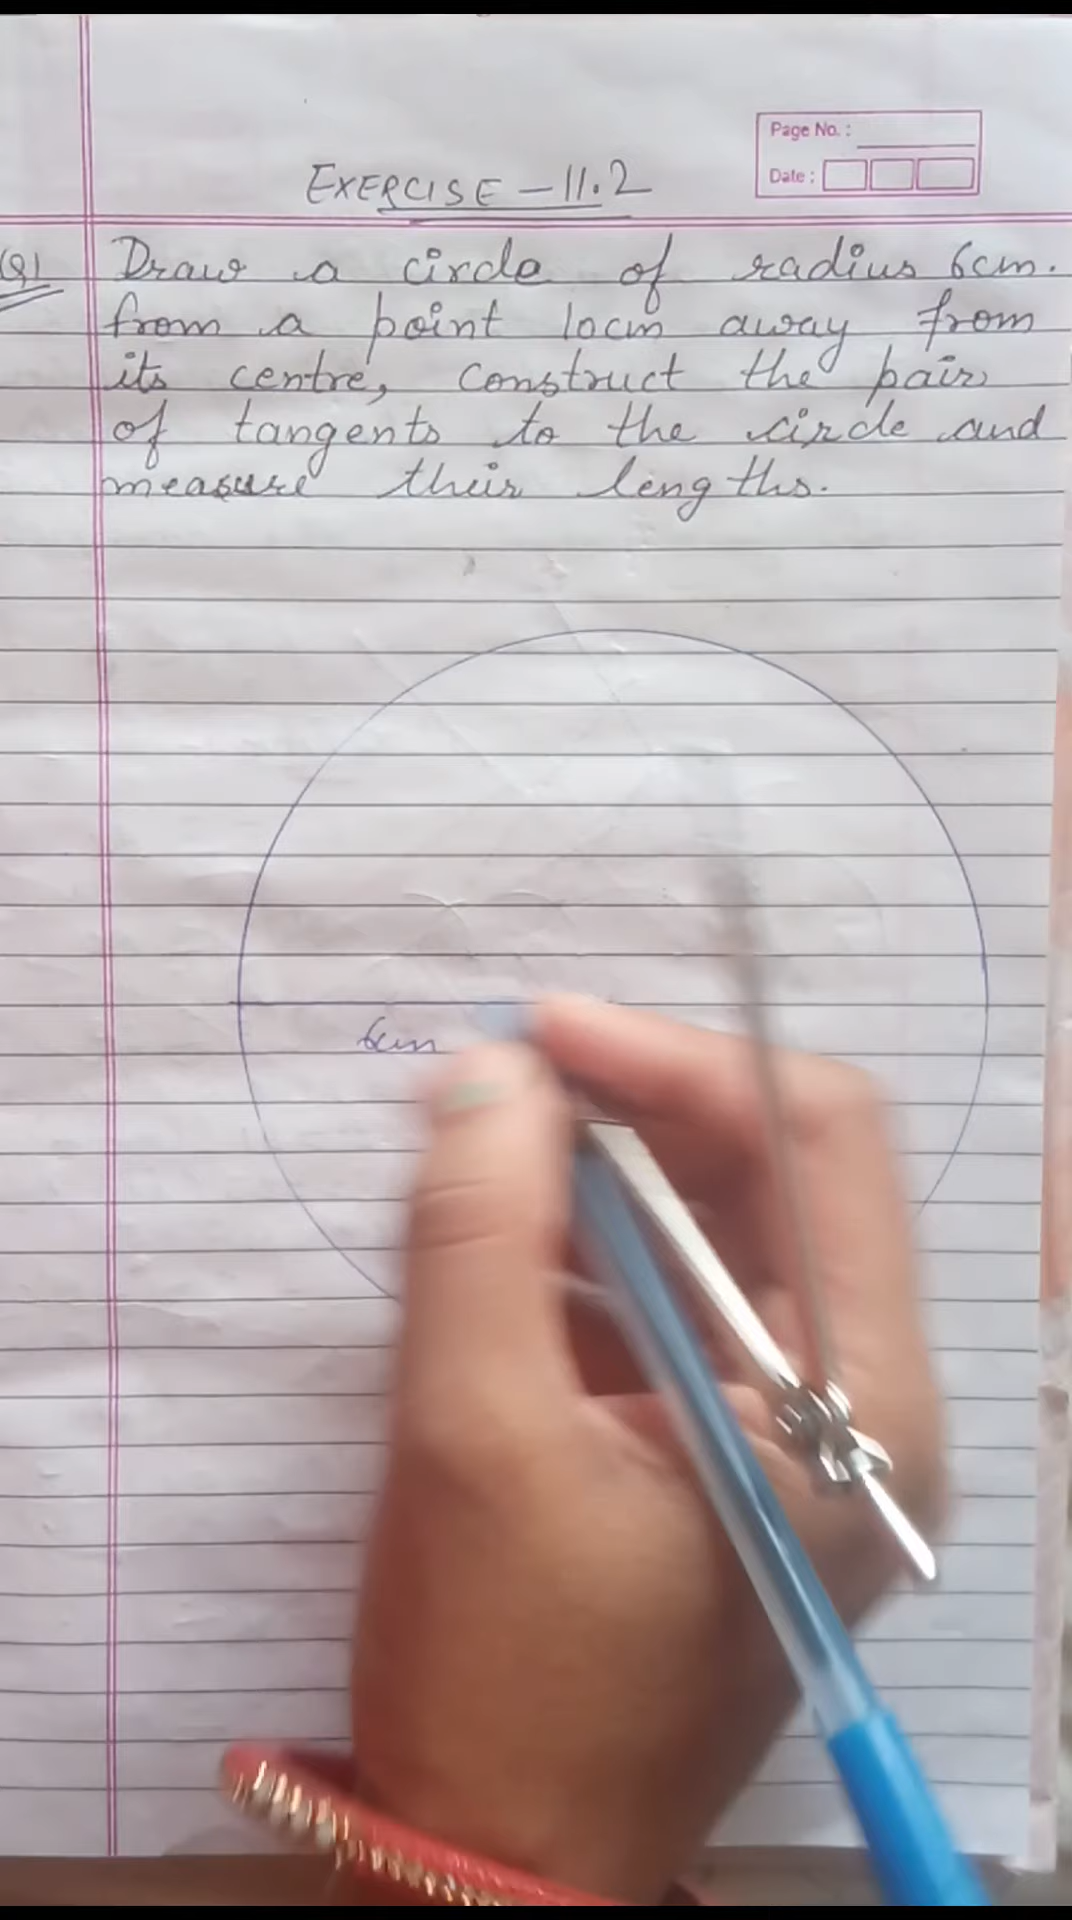 Page No. :
Date :
EXERCISE - 11.2
Q1 Draw a circle of radius 6cm.
from a point 10cm away from
its centre, construct the pair
of tangents to the circle and
measure their lengths.
6cm